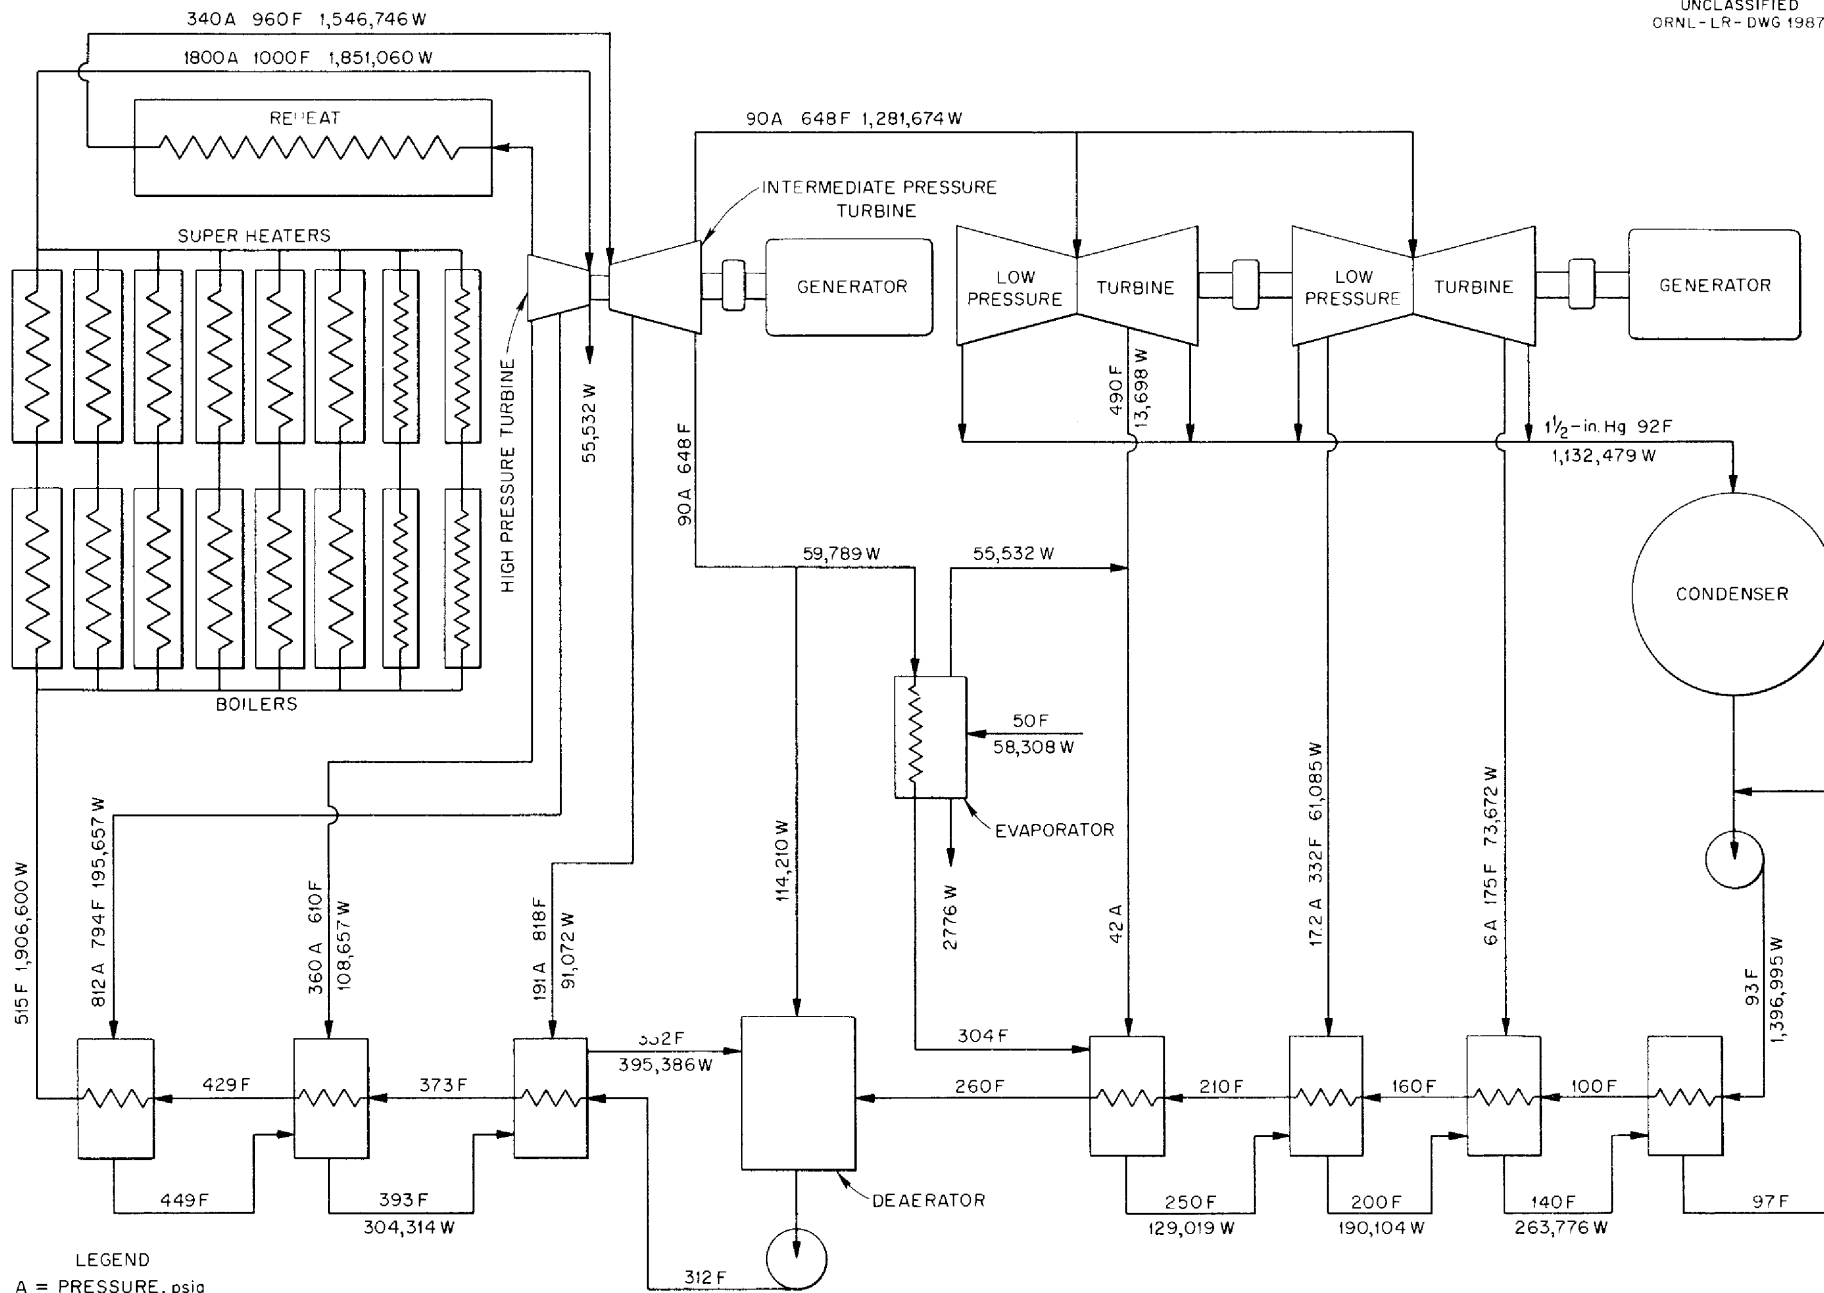 UNCLASSIFIED
ORNL-LR-DWG 1987
340A 960F 1,546,746W
1800A 1000F 1,851,060W
90A 648F 1,281,674W
INTERMEDIATE PRESSURE
TURBINE
SUPER HEATERS
GENERATOR
LOW
PRESSURE
TURBINE
LOW
PRESSURE
TURBINE
GENERATOR
HIGH PRESSURE TURBINE
55,532W
90A 648F
490F
13,698W
1½-in. Hg 92F
1,132,479W
59,789W
55,532W
CONDENSER
BOILERS
50F
58,308W
EVAPORATOR
2776W
515F 1,906,600W
812A 794F 195,657W
360A 610F
108,657W
191A 818F
91,072W
114,210W
42A
17.2A 332F 61,085W
6A 175F 73,672W
93F
1,396,995W
395,386W
304F
429F
373F
260F
210F
160F
100F
449F
393F
304,314W
DEAERATOR
250F
129,019W
200F
190,104W
140F
263,776W
97F
312F
LEGEND
A = PRESSURE, psia